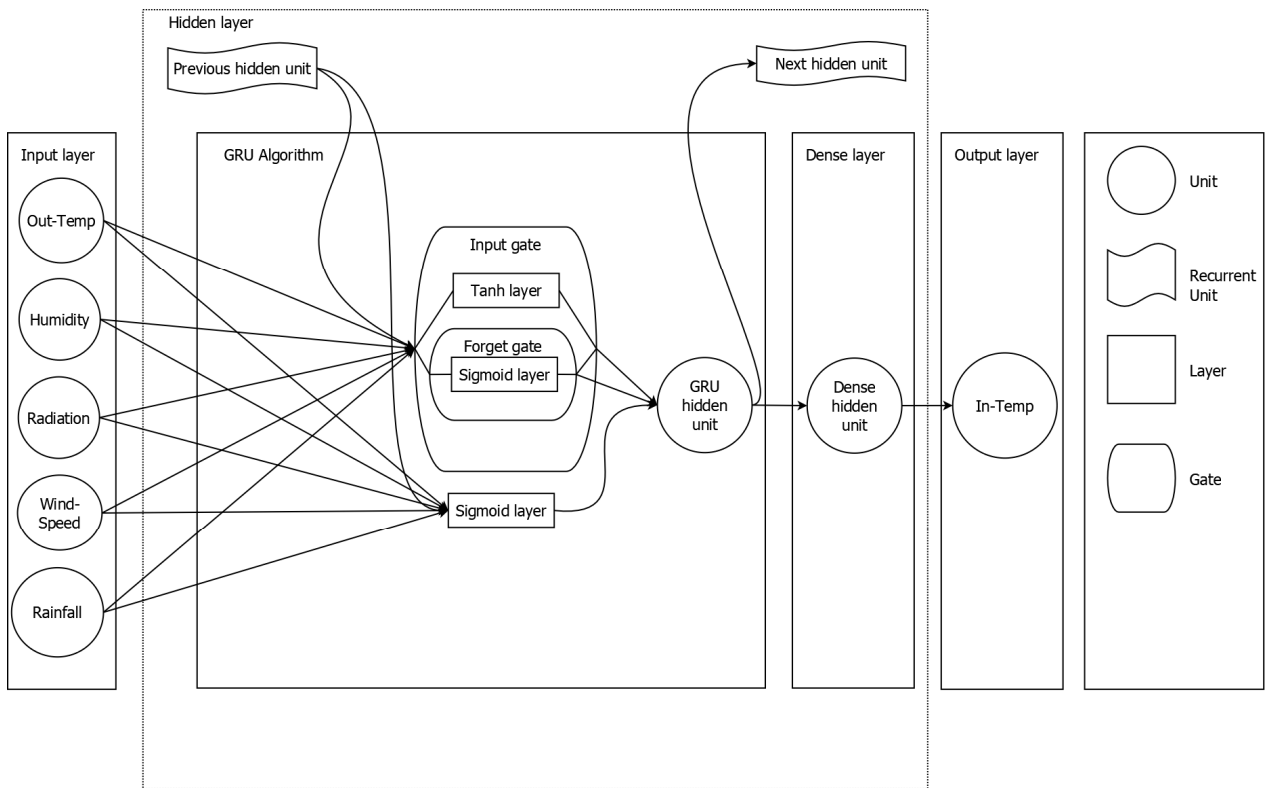 Hidden layer
Previous hidden unit
Next hidden unit
Input layer
Out-Temp
Humidity
Radiation
Wind-
Speed
Rainfall
GRU Algorithm
Input gate
Tanh layer
Forget gate
Sigmoid layer
Sigmoid layer
GRU
hidden
unit
Dense layer
Dense
hidden
unit
Output layer
In-Temp
Unit
Recurrent
Unit
Layer
Gate